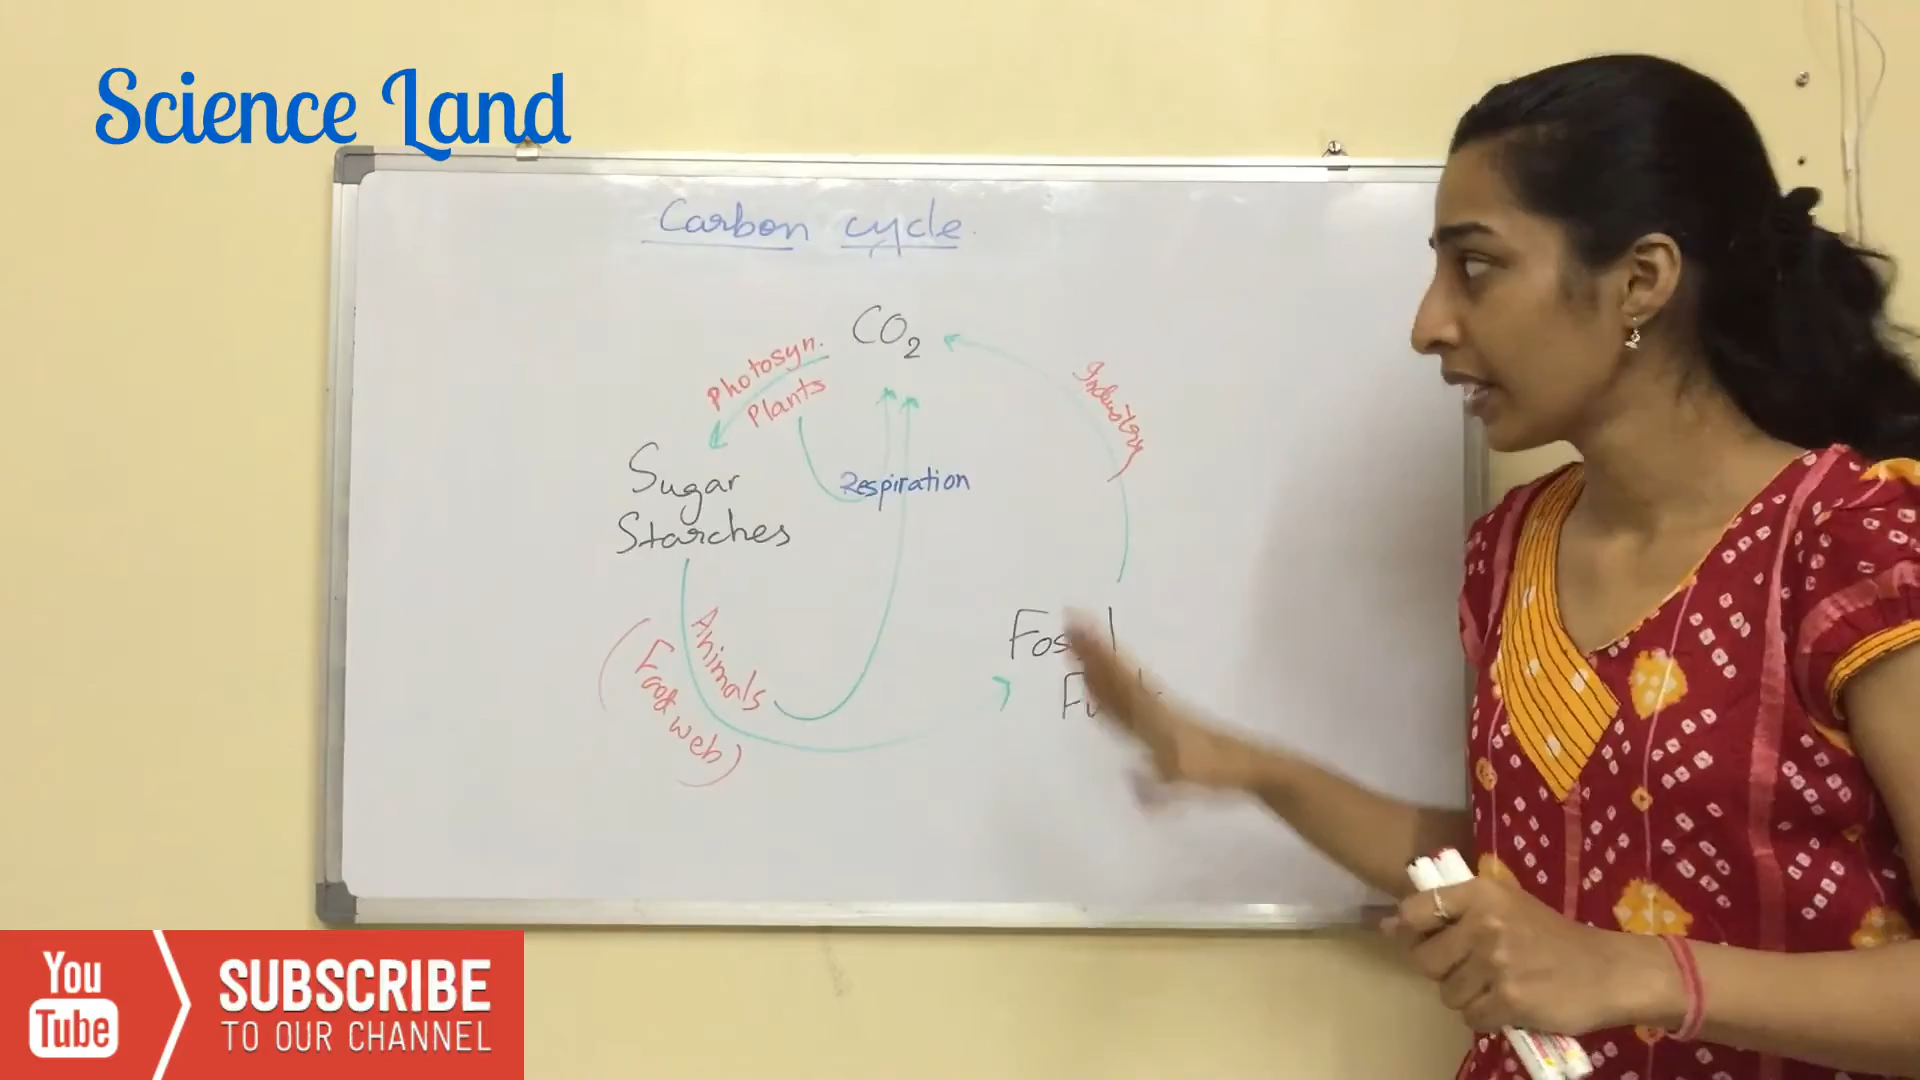 Science Land
Carbon cycle
CO2
Photosyn.
Plants
Industry
Sugar
Starches
Respiration
Animals
(Food web)
Fossil
You
Tube
SUBSCRIBE
TO OUR CHANNEL